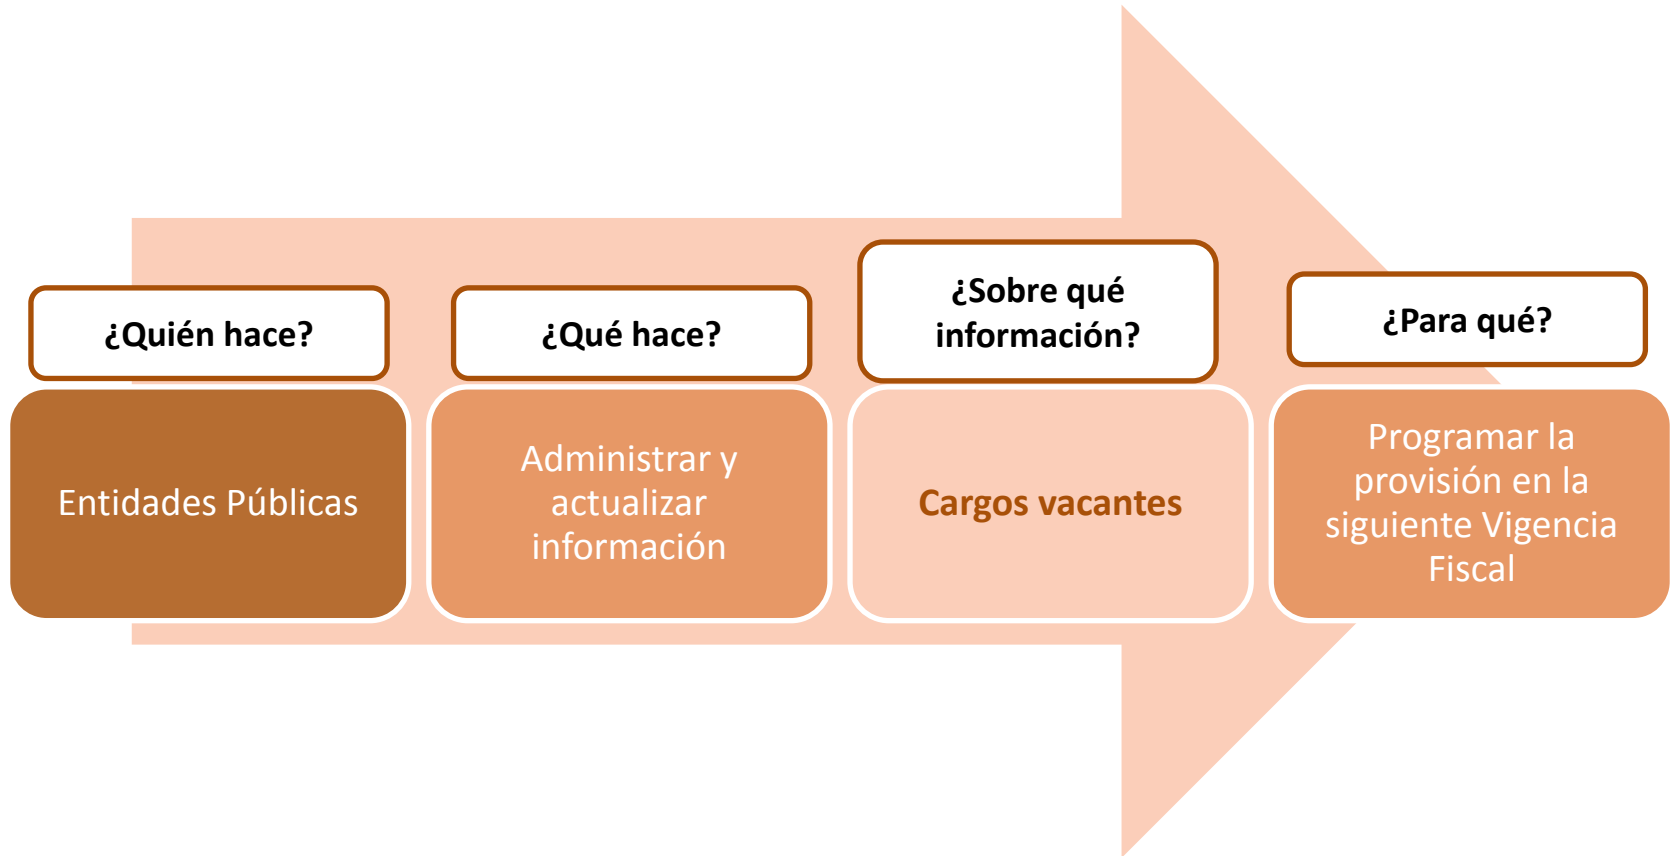 ¿Quién hace?
Entidades Públicas
¿Qué hace?
Administrar y
actualizar
información
¿Sobre qué
información?
Cargos vacantes
¿Para qué?
Programar la
provisión en la
siguiente Vigencia
Fiscal